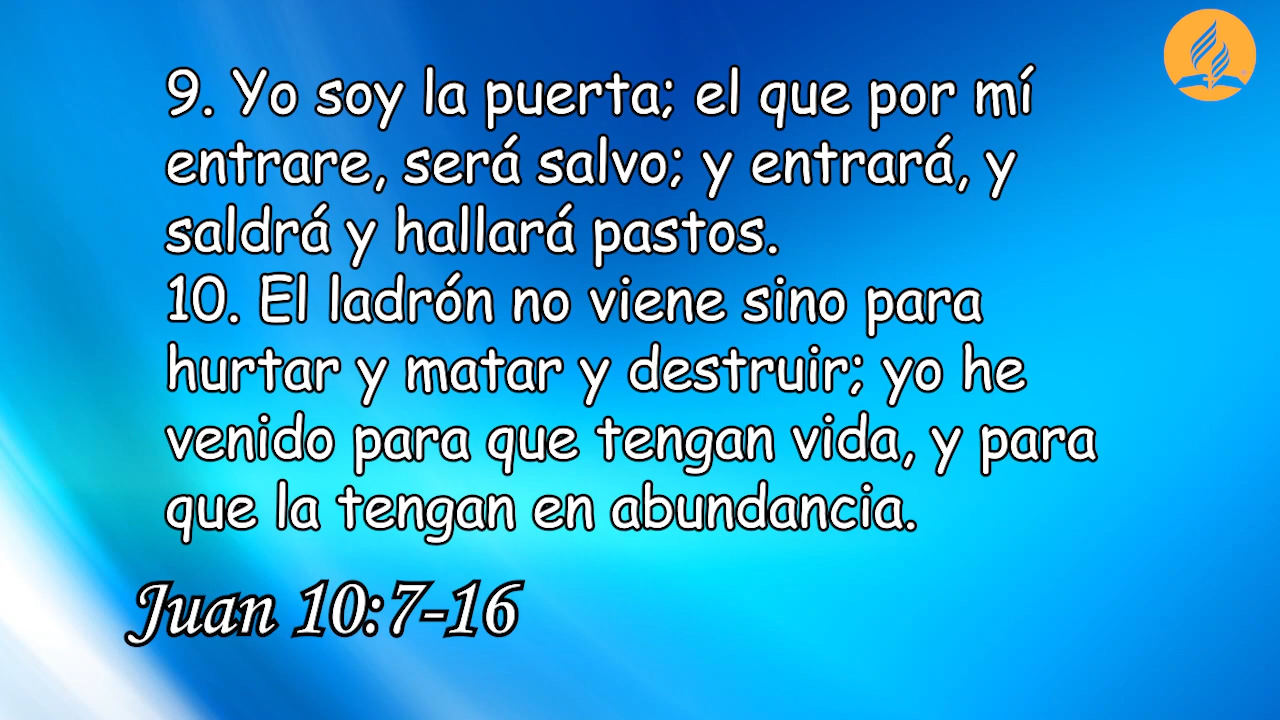 9. Yo soy la puerta; el que por mí
entrare, será salvo; y entrará, y
saldrá y hallará pastos.
10. El ladrón no viene sino para
hurtar y matar y destruir; yo he
venido para que tengan vida, y para
que la tengan en abundancia.
Juan 10:7-16